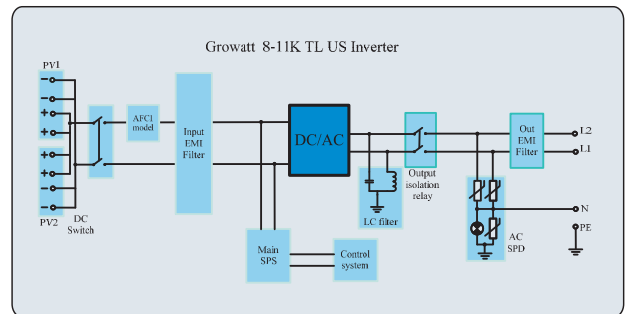 Growatt 8-11K TL US Inverter
PV1
- 
-
+
+
+
+
-
-
PV2
DC
Switch
AFC1
model
Input
EMI
Filter
DC/AC
LC filter
Output
isolation
relay
Out
EMI
Filter
L2
L1
N
PE
AC
SPD
Main
SPS
Control
system